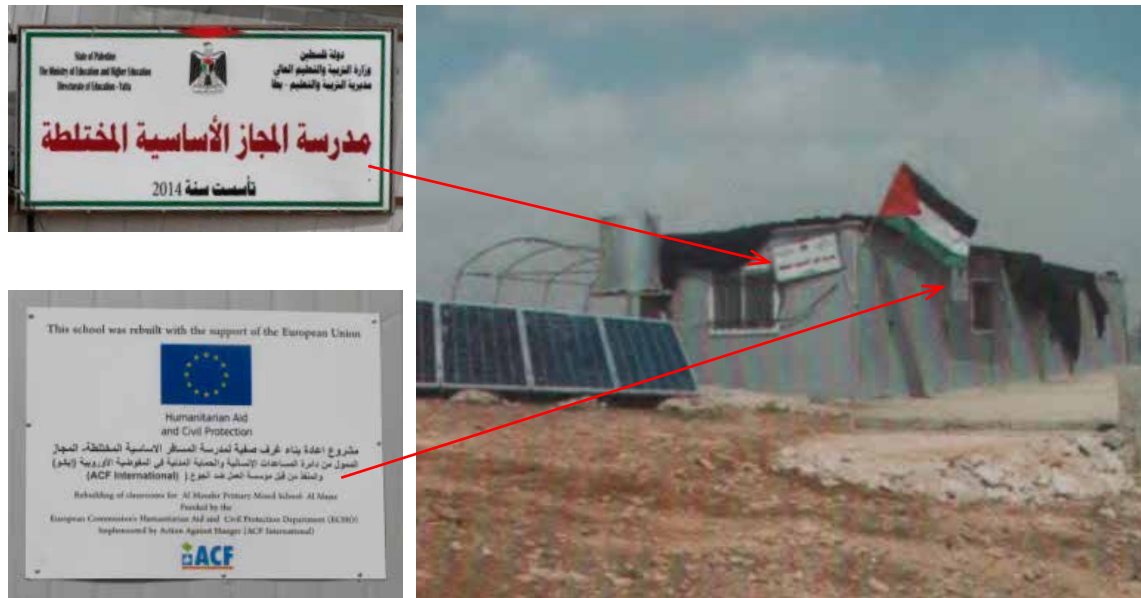 State of Palestine
The Ministry of Education and Higher Education
Directorate of Education - Yatta
دولة فلسطين
وزارة التربية والتعليم العالي
مديرية التربية والتعليم - يطا
مدرسة المجاز الأساسية المختلطة
تأسست سنة 2014
This school was rebuilt with the support of the European Union
Humanitarian Aid
and Civil Protection
مشروع اعادة بناء غرف صفية لمدرسة المسافر الاساسية المختلطة- المجاز
الممول من دائرة المساعدات الإنسانية والحماية المدنية في المفوضية الأوروبية
والمنفذ من قبل مؤسسة العمل ضد الجوع ( (ACF International)
Rebuilding of classrooms for Al Primary Mixed School- Al
Funded by the
European Commission's Humanitarian Aid and Civil Protection Department (ECHO)
Implemented by Action Against Hunger (ACF International)
ACF